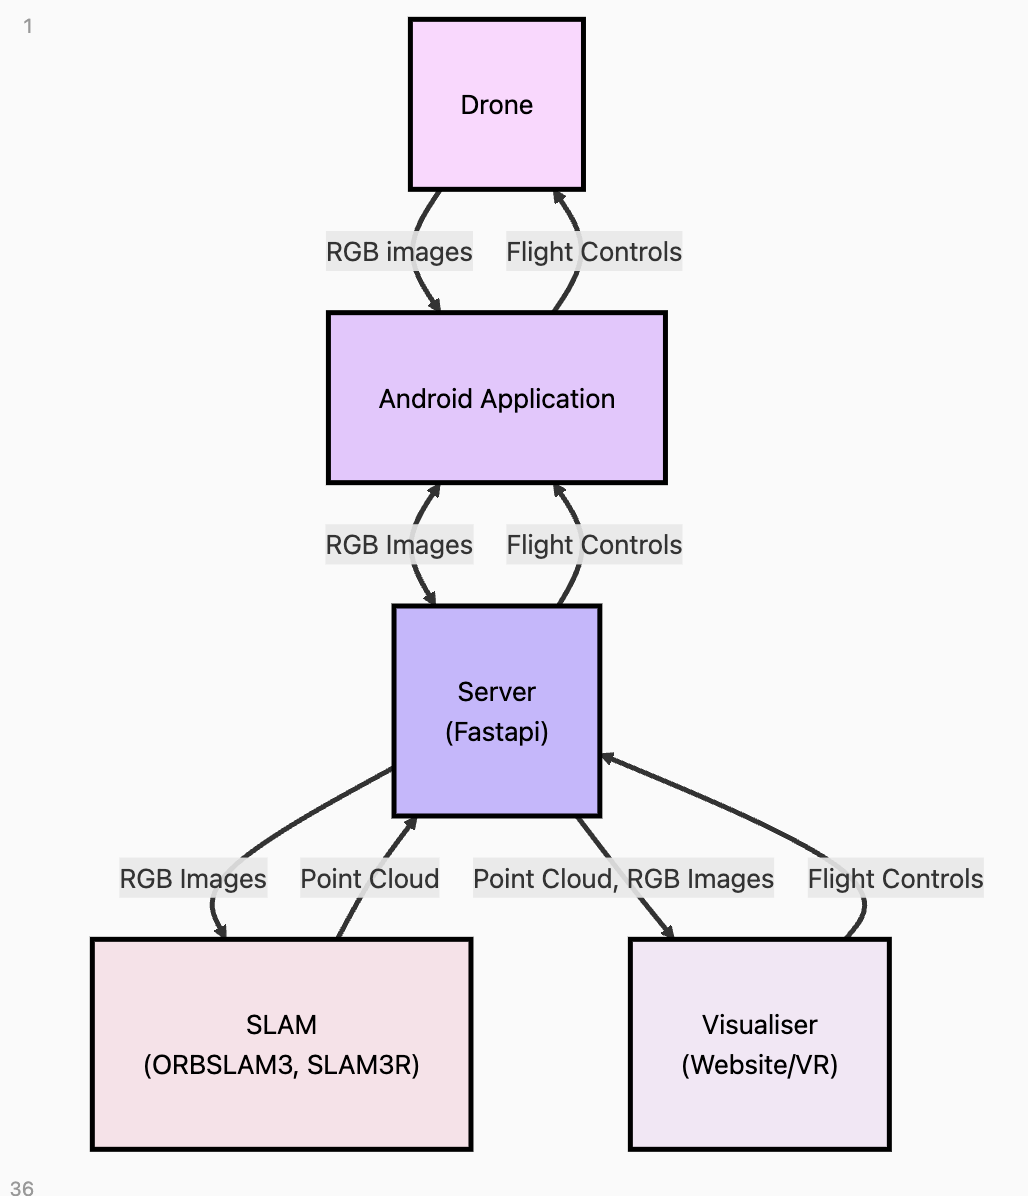 1
Drone
RGB images
Flight Controls
Android Application
RGB Images
Flight Controls
Server
(Fastapi)
RGB Images
Point Cloud
Point Cloud, RGB Images
Flight Controls
SLAM
(ORBSLAM3, SLAM3R)
Visualiser
(Website/VR)
36